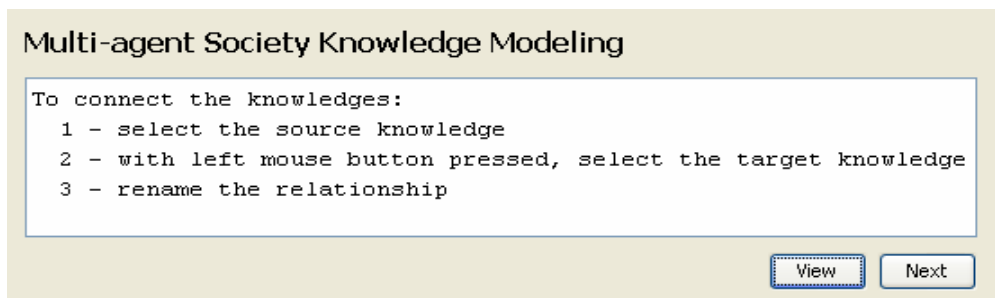 Multi-agent Society Knowledge Modeling
To connect the knowledges:
1 - select the source knowledge
2 - with left mouse button pressed, select the target knowledge
3 - rename the relationship
View Next